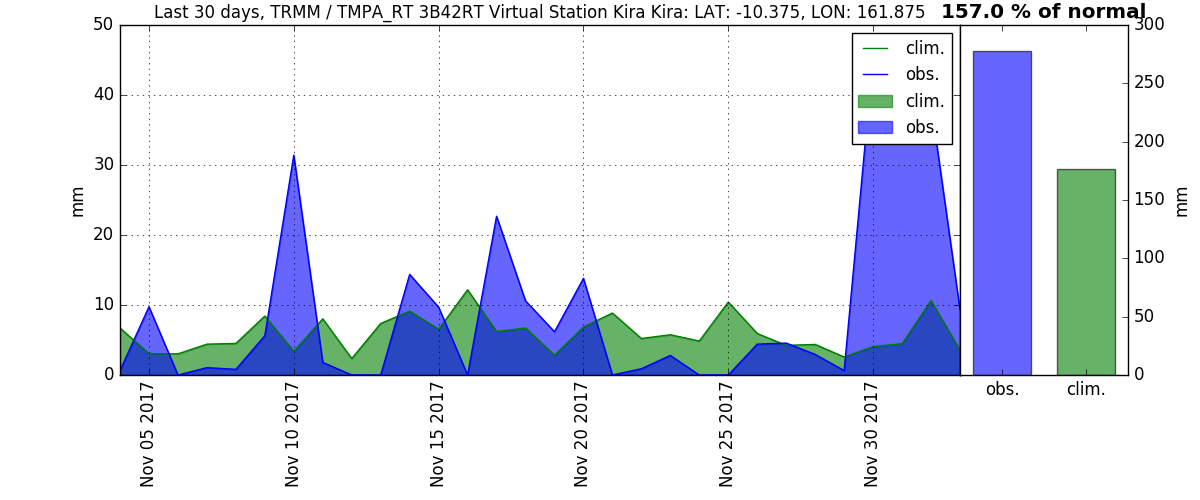 Last 30 days, TRMM / TMPA_RT 3B42RT Virtual Station Kira Kira: LAT: -10.375, LON: 161.875 157.0 % of normal
50
40
30
20
10
0
mm
clim.
obs.
clim.
obs.
300
250
200
150
100
50
0
mm
Nov 05 2017
Nov 10 2017
Nov 15 2017
Nov 20 2017
Nov 25 2017
Nov 30 2017
obs.
clim.